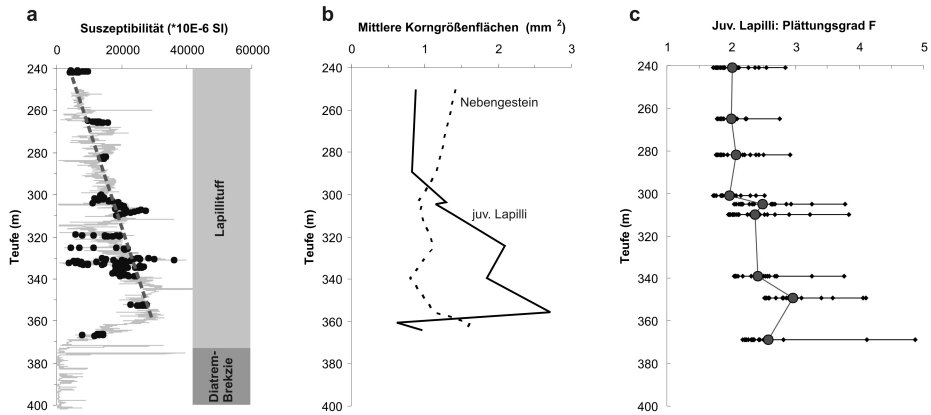 a
Suszeptibilität (*10E-6 SI)
0 20000 40000 60000
240
260
280
300
320
340
360
380
400
Teufe (m)
Lapillituff
Diatrem-
Brekzie
b
Mittlere Korngrößenflächen (mm ²)
0 1 2 3
240
260
280
300
320
340
360
380
400
Teufe (m)
Nebengestein
juv. Lapilli
c
Juv. Lapilli: Plättungsgrad F
1 2 3 4 5
240
260
280
300
320
340
360
380
400
Teufe (m)